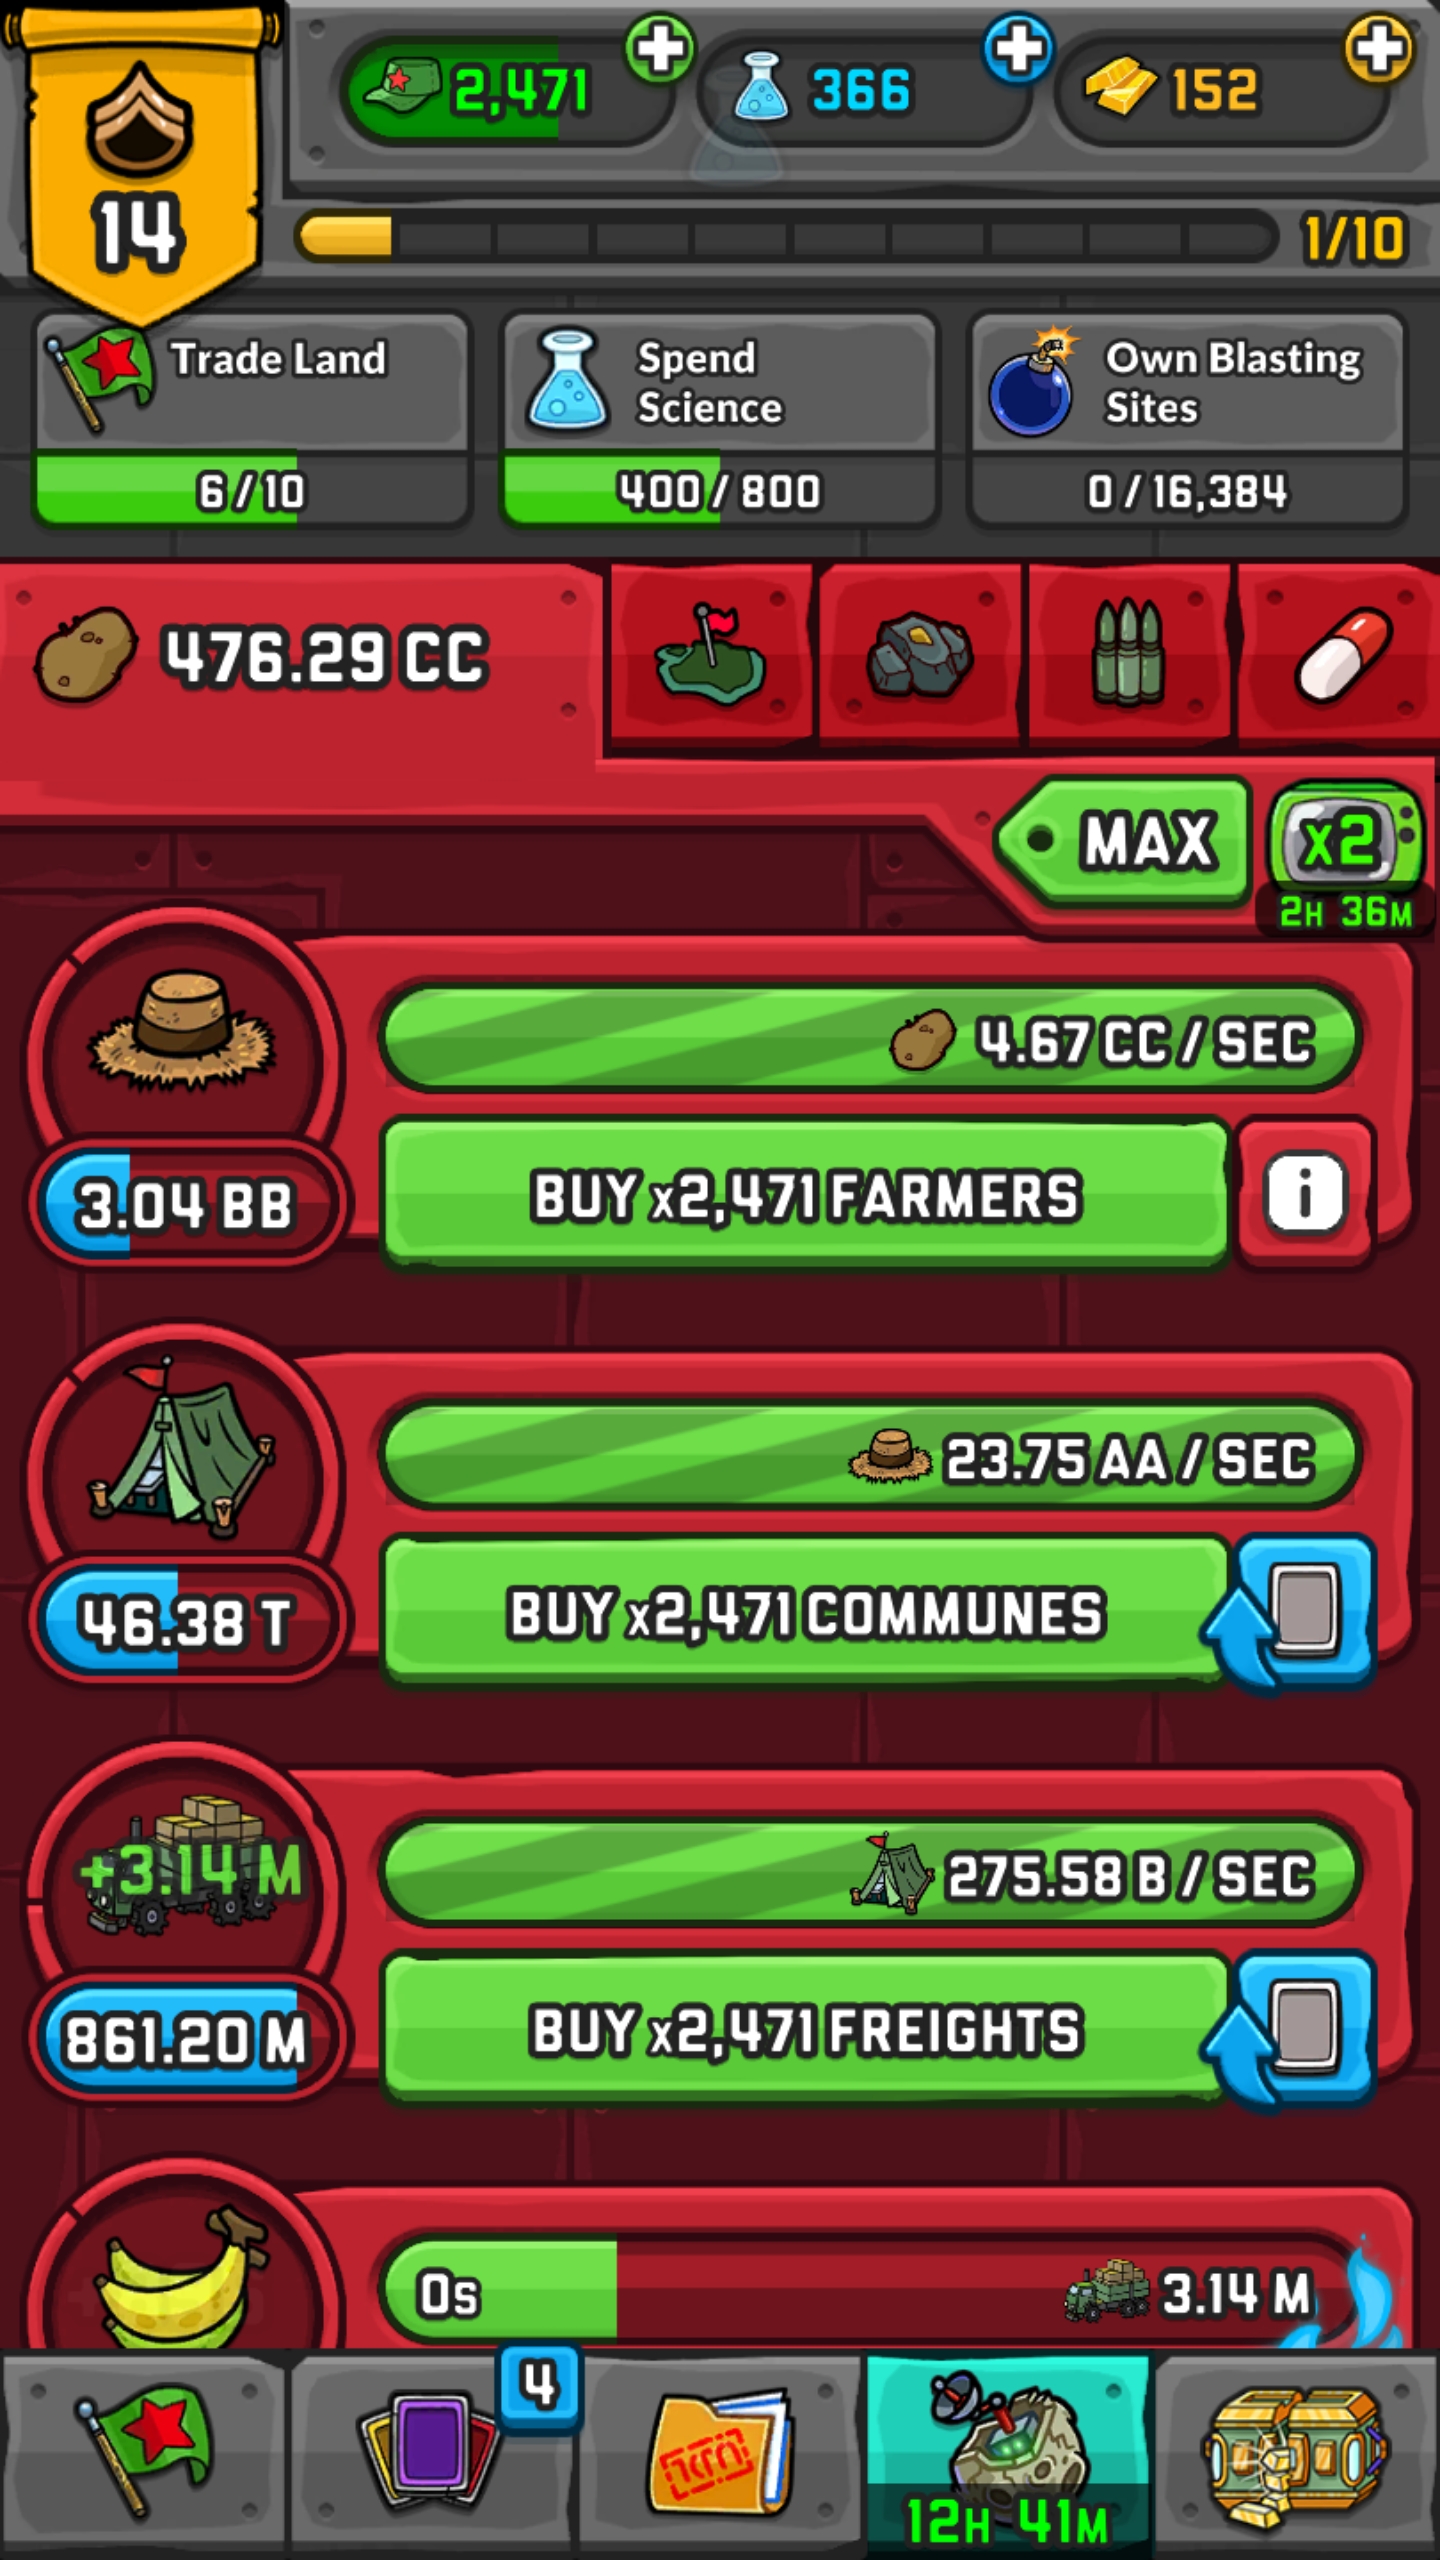 2,471
366
152
14
1/10
Trade Land
6/10
Spend
Science
400/800
Own Blasting
Sites
0/16,384
476.29 CC
MAX
x2
2H 36M
4.67 CC/SEC
3.04 BB
BUY x2,471 FARMERS
i
23.75 AA/SEC
46.38 T
BUY x2,471 COMMUNES
+3.14 M
275.58 B/SEC
861.20 M
BUY x2,471 FREIGHTS
0s
3.14 M
4
12H 41M